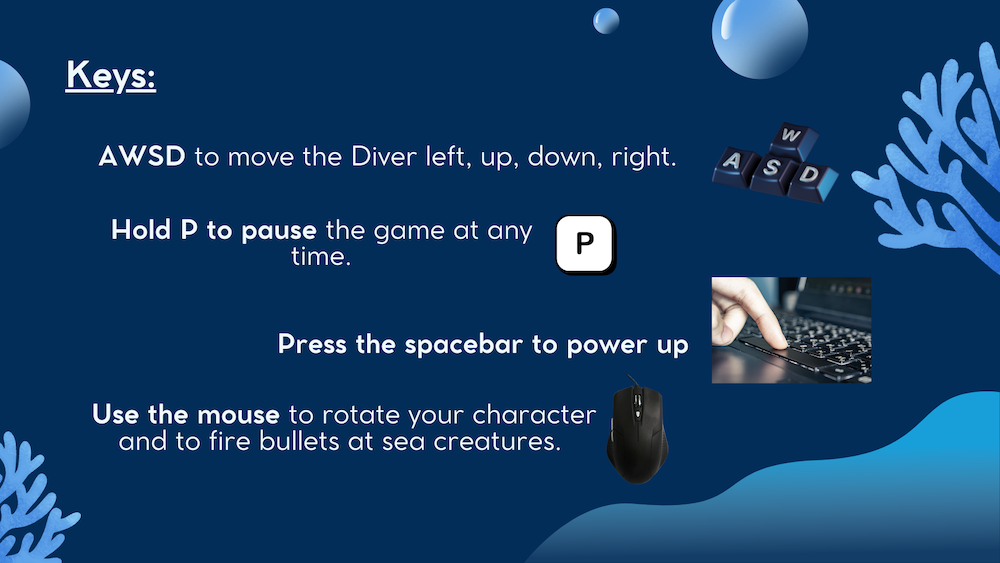 Keys:
AWSD to move the Diver left, up, down, right.
W
A S D
Hold P to pause the game at any
time.
P
Press the spacebar to power up
Use the mouse to rotate your character
and to fire bullets at sea creatures.